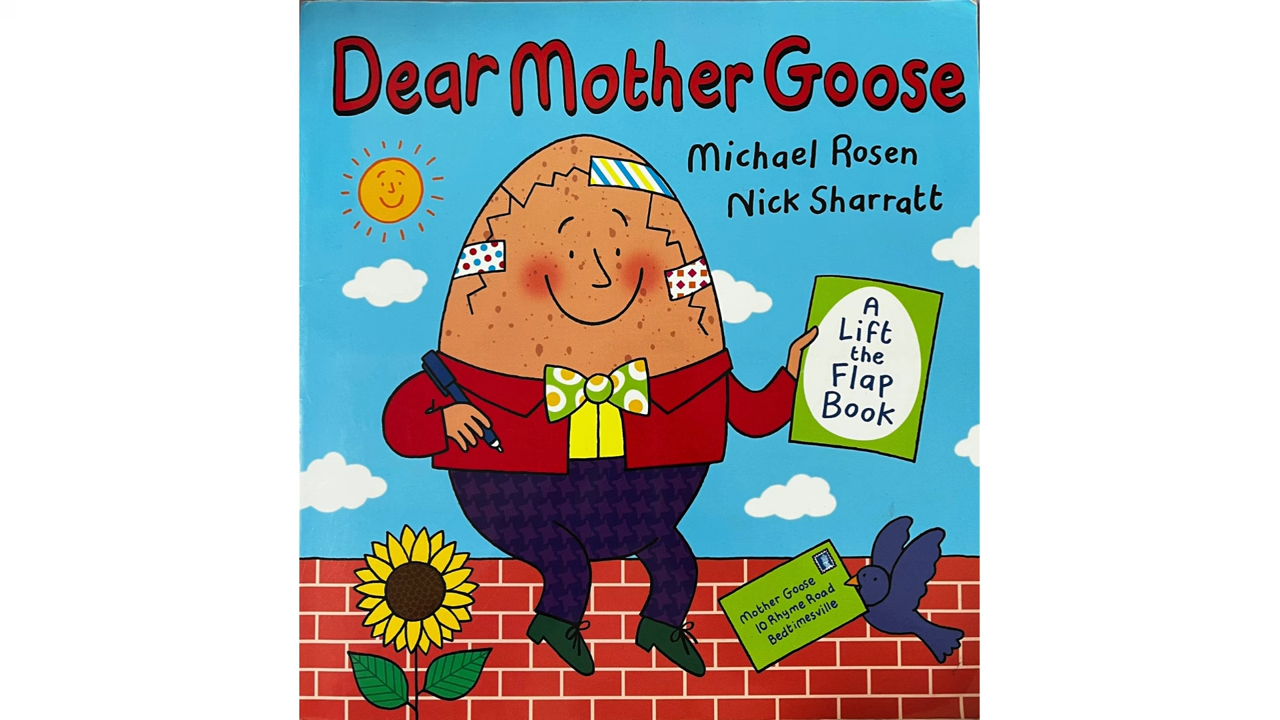 Dear Mother Goose
Michael Rosen
Nick Sharratt
A
Lift
the
Flap
Book
Mother Goose
10 Rhyme Road
Bedtimesville